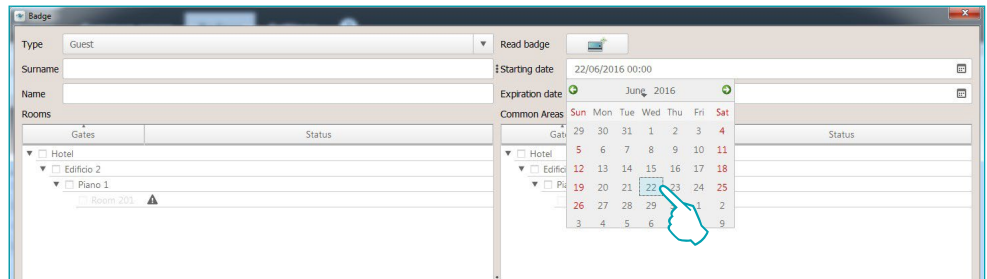 Badge
Type Guest Read badge
Surname Starting date 22/06/2016 00:00
Name Expiration date
June 2016
Rooms Common Areas Sun Mon Tue Wed Thu Fri Sat
Gates Status Status
29 30 31 1 2 3 4
Hotel Hotel 5 6 7 8 9 10 11
Edificio 2 12 13 14 15 16 17 18
Piano 1 19 20 21 22 23 24 25
Room 201 26 27 28 29 1 2
3 4 5 6 9